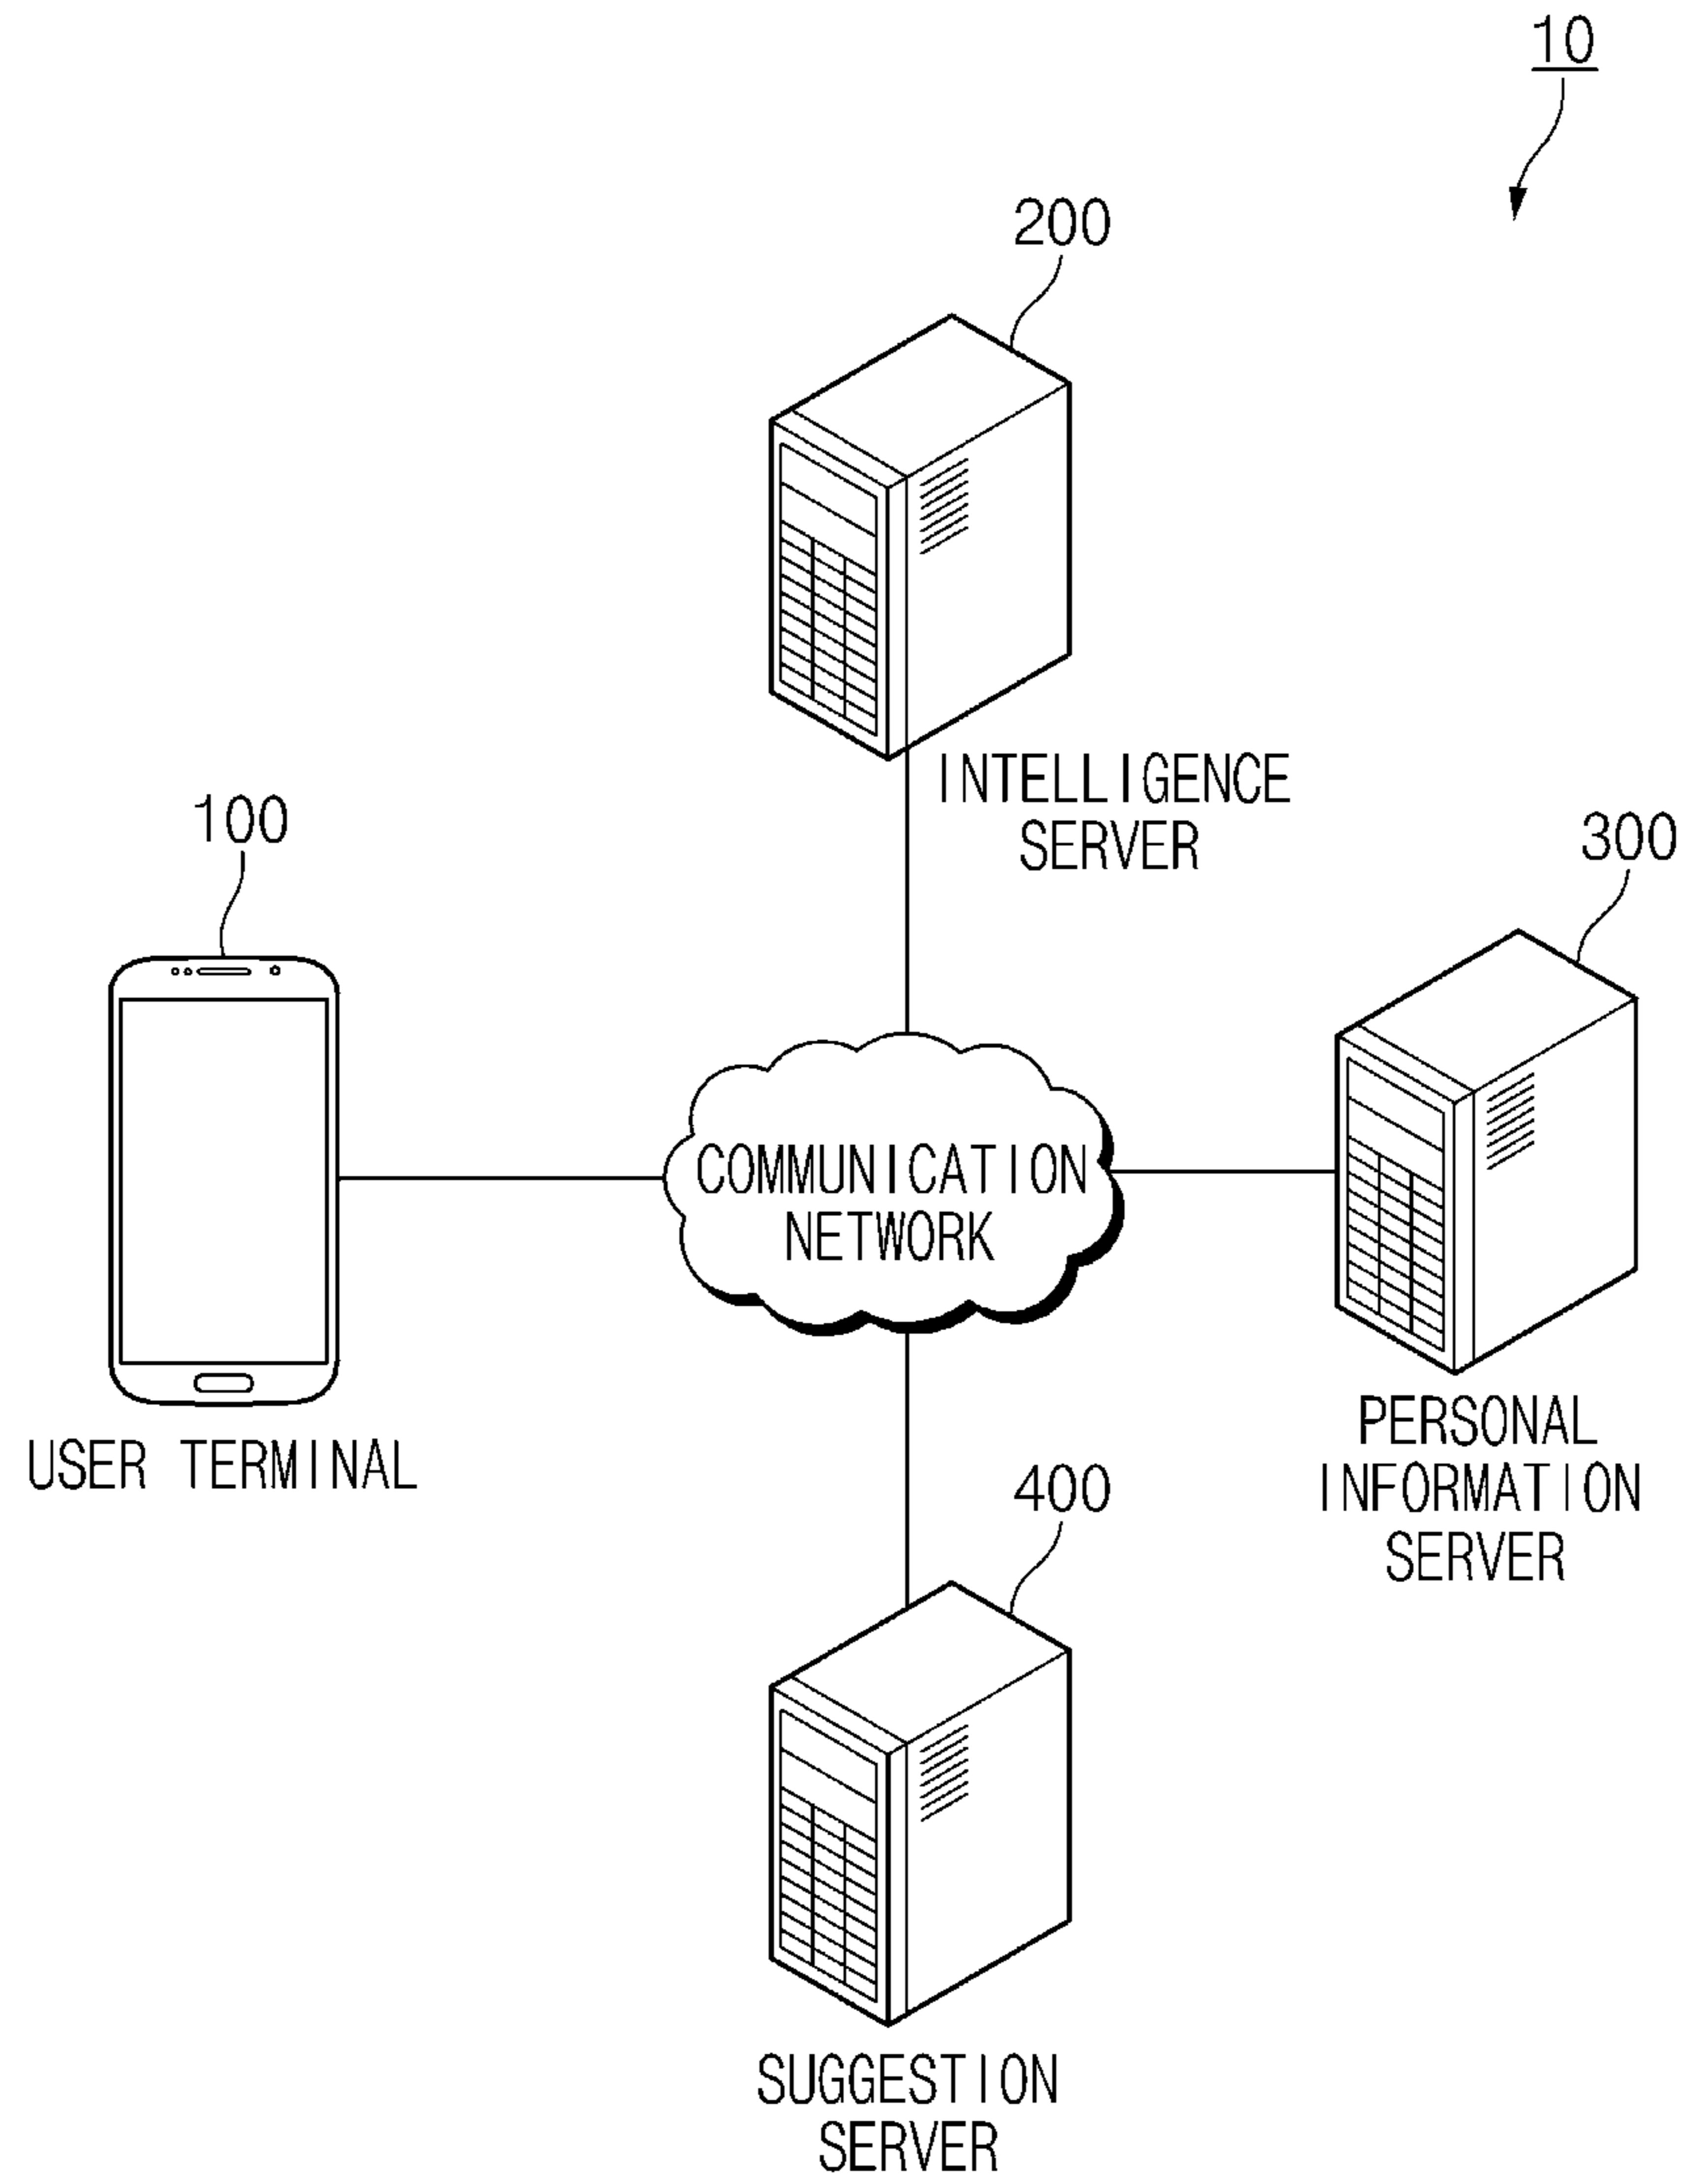 10
200
INTELLIGENCE
SERVER
100
300
COMMUNICATION
NETWORK
USER TERMINAL
PERSONAL
INFORMATION
SERVER
400
SUGGESTION
SERVER